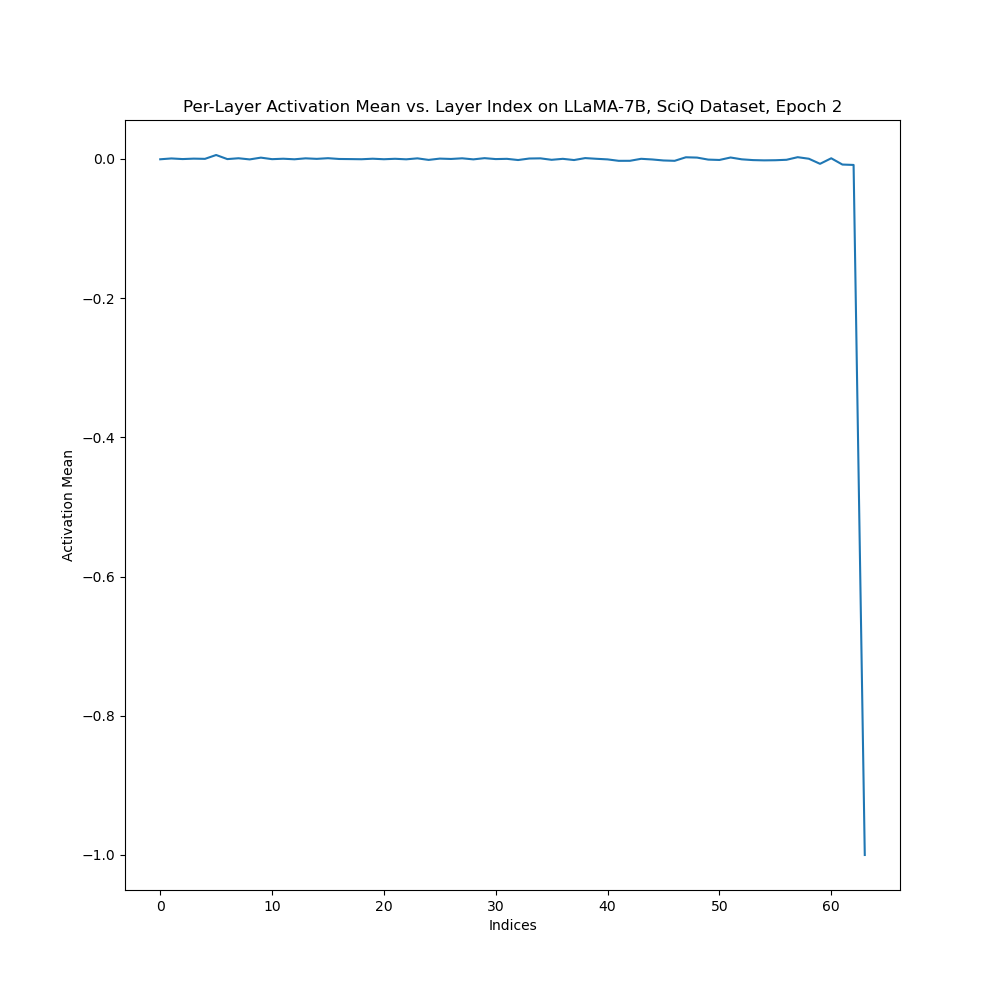 Per-Layer Activation Mean vs. Layer Index on LLaMA-7B, SciQ Dataset, Epoch 2
0.0
−0.2
−0.4
−0.6
−0.8
−1.0
Activation Mean
0 10 20 30 40 50 60
Indices